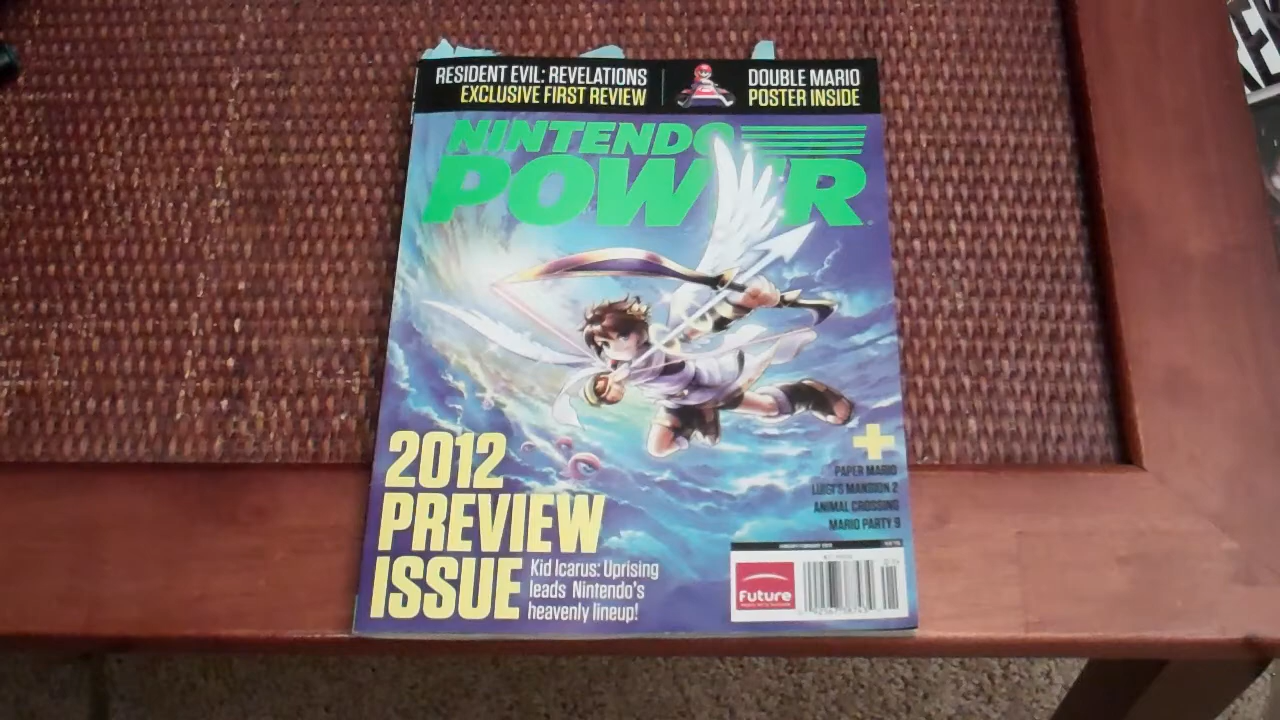 RESIDENT EVIL: REVELATIONS
EXCLUSIVE FIRST REVIEW
DOUBLE MARIO
POSTER INSIDE
NINTENDO
POWER
2012
PREVIEW
ISSUE
Kid Icarus: Uprising
leads Nintendo's
heavenly lineup!
+
PAPER MARIO
LUIGI'S MANSION 2
ANIMAL CROSSING
MARIO PARTY 9
Future